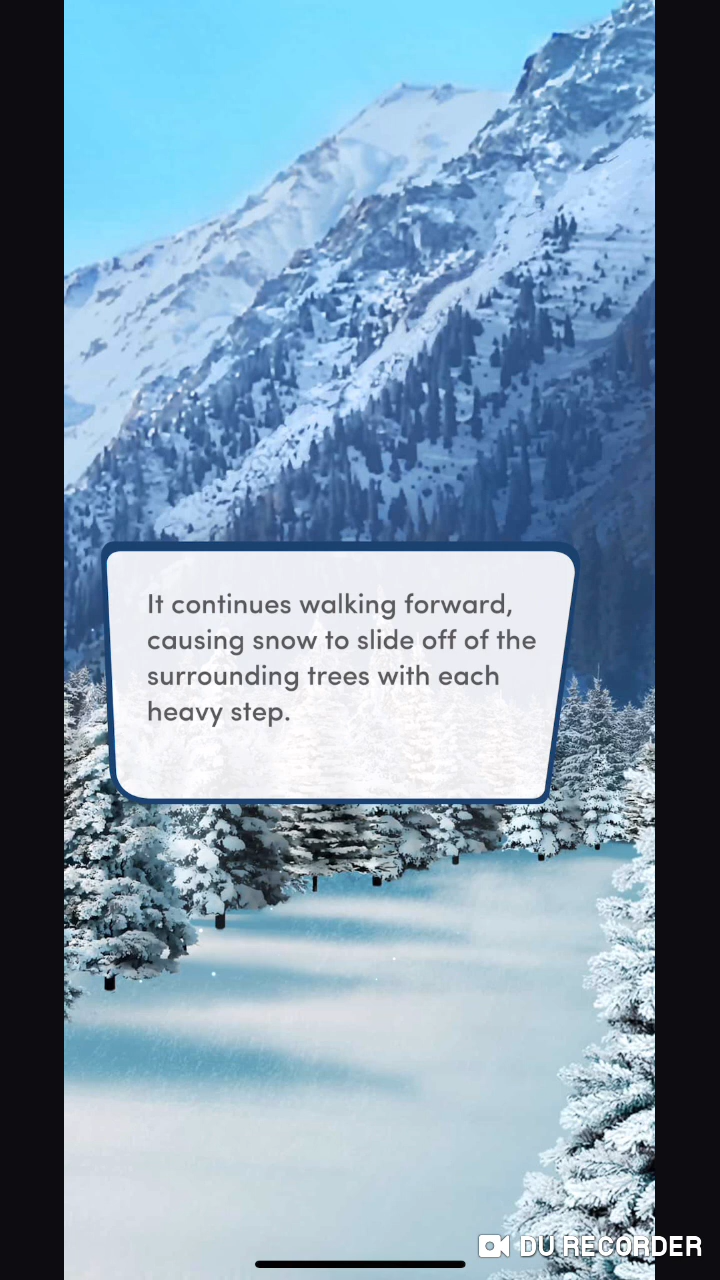 It continues walking forward,
causing snow to slide off of the
surrounding trees with each
heavy step.
DU RECORDER